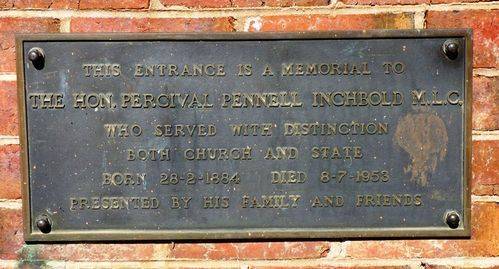 THIS ENTRANCE IS A MEMORIAL TO
THE HON. PERCIVAL PENNELL INCHBOLD M.L.C.
WHO SERVED WITH DISTINCTION
BOTH CHURCH AND STATE
BORN 28-2-1884 DIED 8-7-1953
PRESENTED BY HIS FAMILY AND FRIENDS